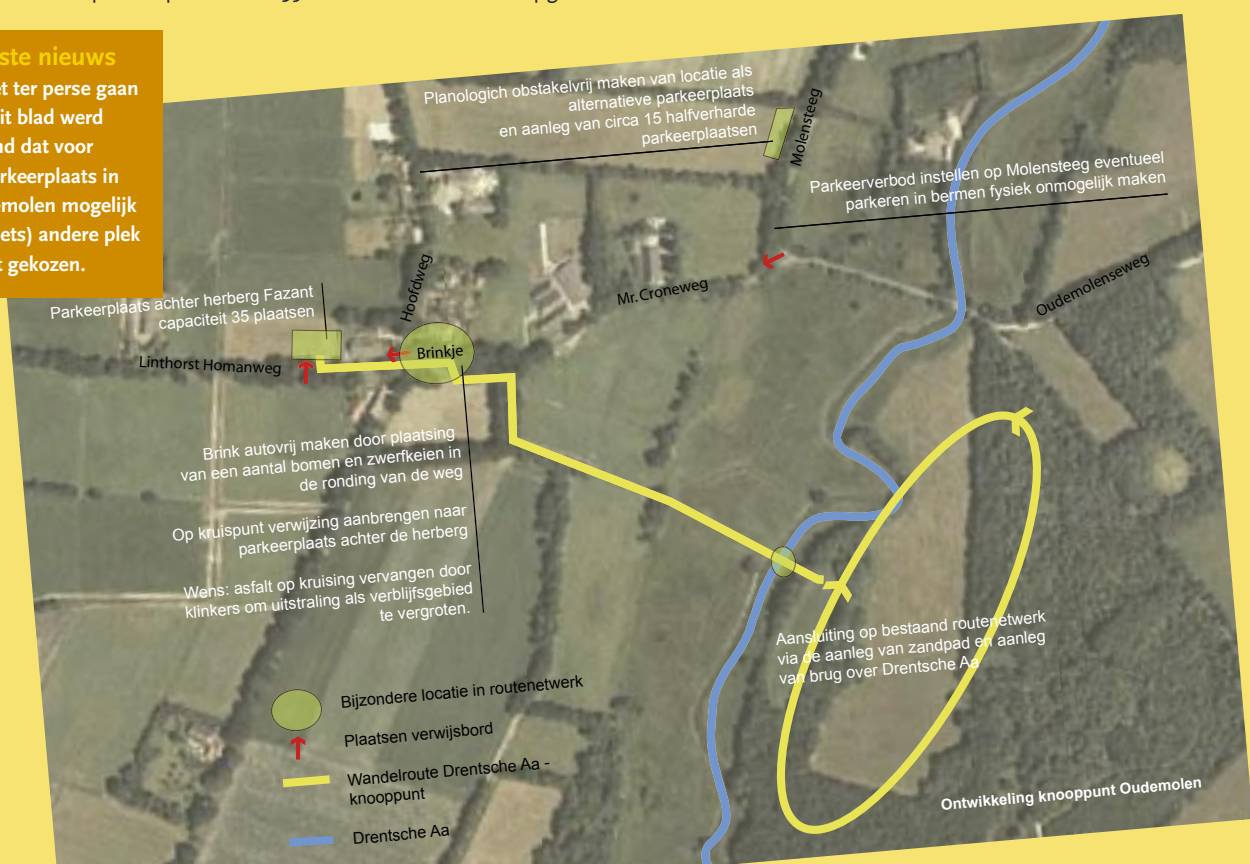 ste nieuws
et ter perse gaan
it blad werd
nd dat voor
rkeerplaats in
emolen mogelijk
ets) andere plek
t gekozen.
Planologich obstakelvrij maken van locatie als
alternatieve parkeerplaats
en aanleg van circa 15 halfverharde
parkeerplaatsen
Molensteeg
Parkeerverbod instellen op Molensteeg eventueel
parkeren in bermen fysiek onmogelijk maken
Hoofdweg
Mr.Croneweg
Oudemolenseweg
Parkeerplaats achter herberg Fazant
capaciteit 35 plaatsen
Linthorst Homanweg
Brinkje
Brink autovrij maken door plaatsing
van een aantal bomen en zwerfkeien in
de ronding van de weg
Op kruispunt verwijzing aanbrengen naar
parkeerplaats achter de herberg
Wens: asfalt op kruising vervangen door
klinkers om uitstraling als verblijfsgebied
te vergroten.
Aansluiting op bestaand routenetwerk
via de aanleg van zandpad en aanleg
van brug over Drentsche Aa
Bijzondere locatie in routenetwerk
Plaatsen verwijsbord
Wandelroute Drentsche Aa -
knooppunt
Drentsche Aa
Ontwikkeling knooppunt Oudemolen